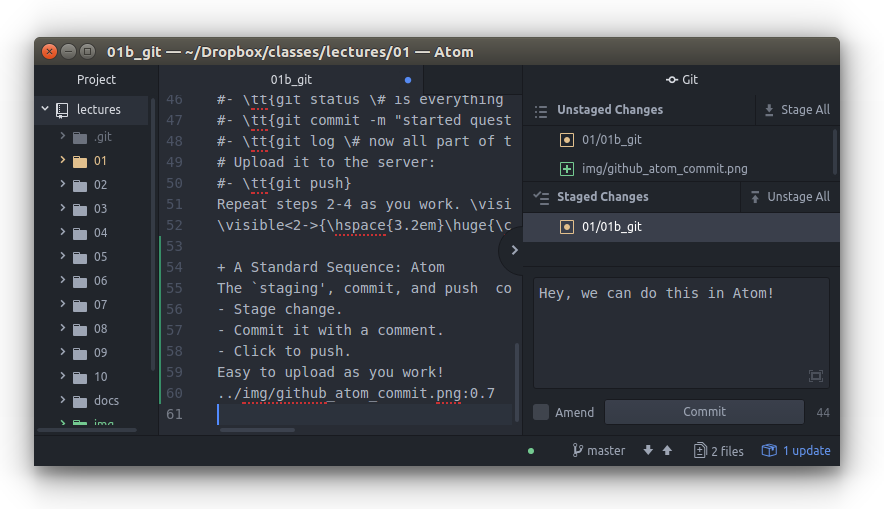 01b_git — ~/Dropbox/classes/lectures/01 — Atom
Project
lectures
.git
01
02
03
04
05
06
07
08
09
10
docs
img
01b_git
46 #- \tt{git status \# is everything
47 #- \tt{git commit -m "started quest
48 #- \tt{git log \# now all part of t
49 # Upload it to the server:
50 #- \tt{git push}
51 Repeat steps 2-4 as you work. \visi
52 \visible<2->{\hspace{3.2em}\huge{\c
53
54 + A Standard Sequence: Atom
55 The `staging', commit, and push  co
56 - Stage change.
57 - Commit it with a comment.
58 - Click to push.
59 Easy to upload as you work!
60 ../img/github_atom_commit.png:0.7
61
Git
Unstaged Changes Stage All
01/01b_git
img/github_atom_commit.png
Staged Changes Unstage All
01/01b_git
Hey, we can do this in Atom!
Amend Commit 44
master 2 files 1 update